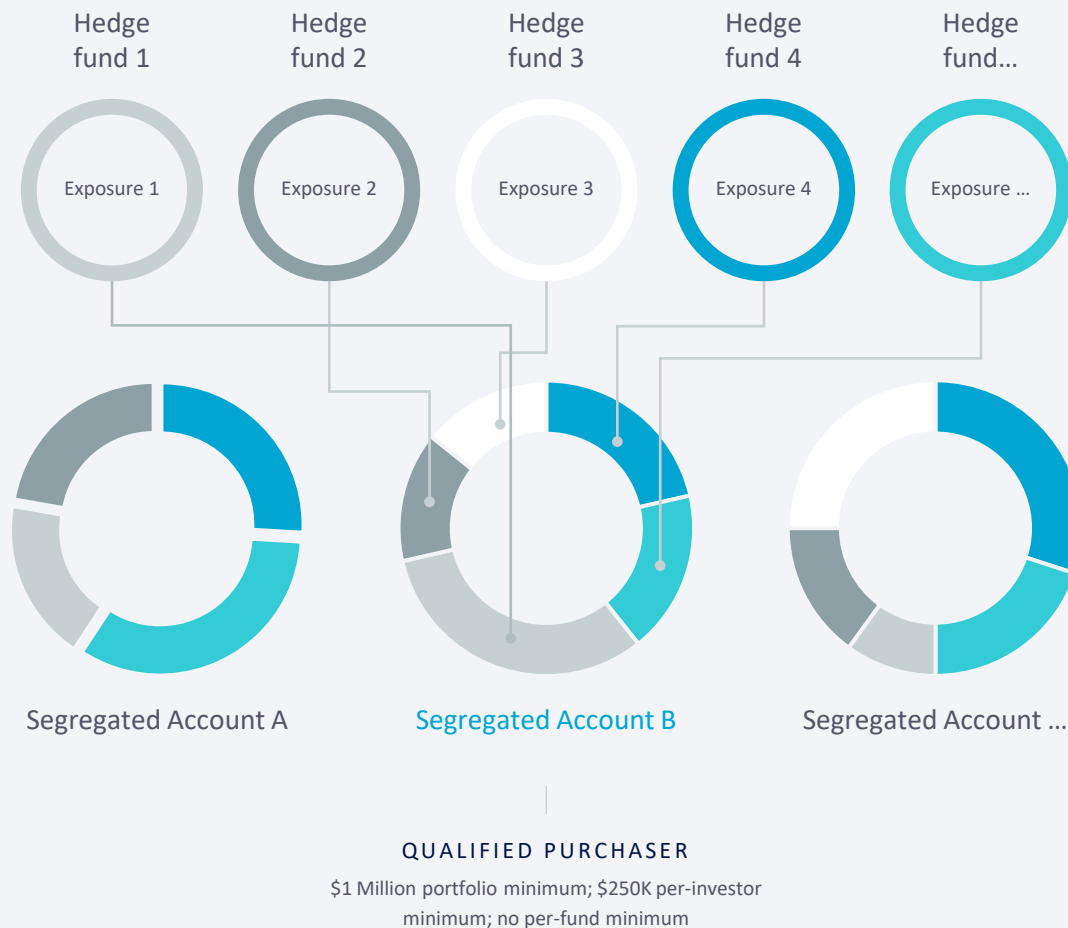 Hedge
fund 1
Hedge
fund 2
Hedge
fund 3
Hedge
fund 4
Hedge
fund...
Exposure 1
Exposure 2
Exposure 3
Exposure 4
Exposure ...
Segregated Account A
Segregated Account B
Segregated Account ...
QUALIFIED PURCHASER
$1 Million portfolio minimum; $250K per-investor
minimum; no per-fund minimum